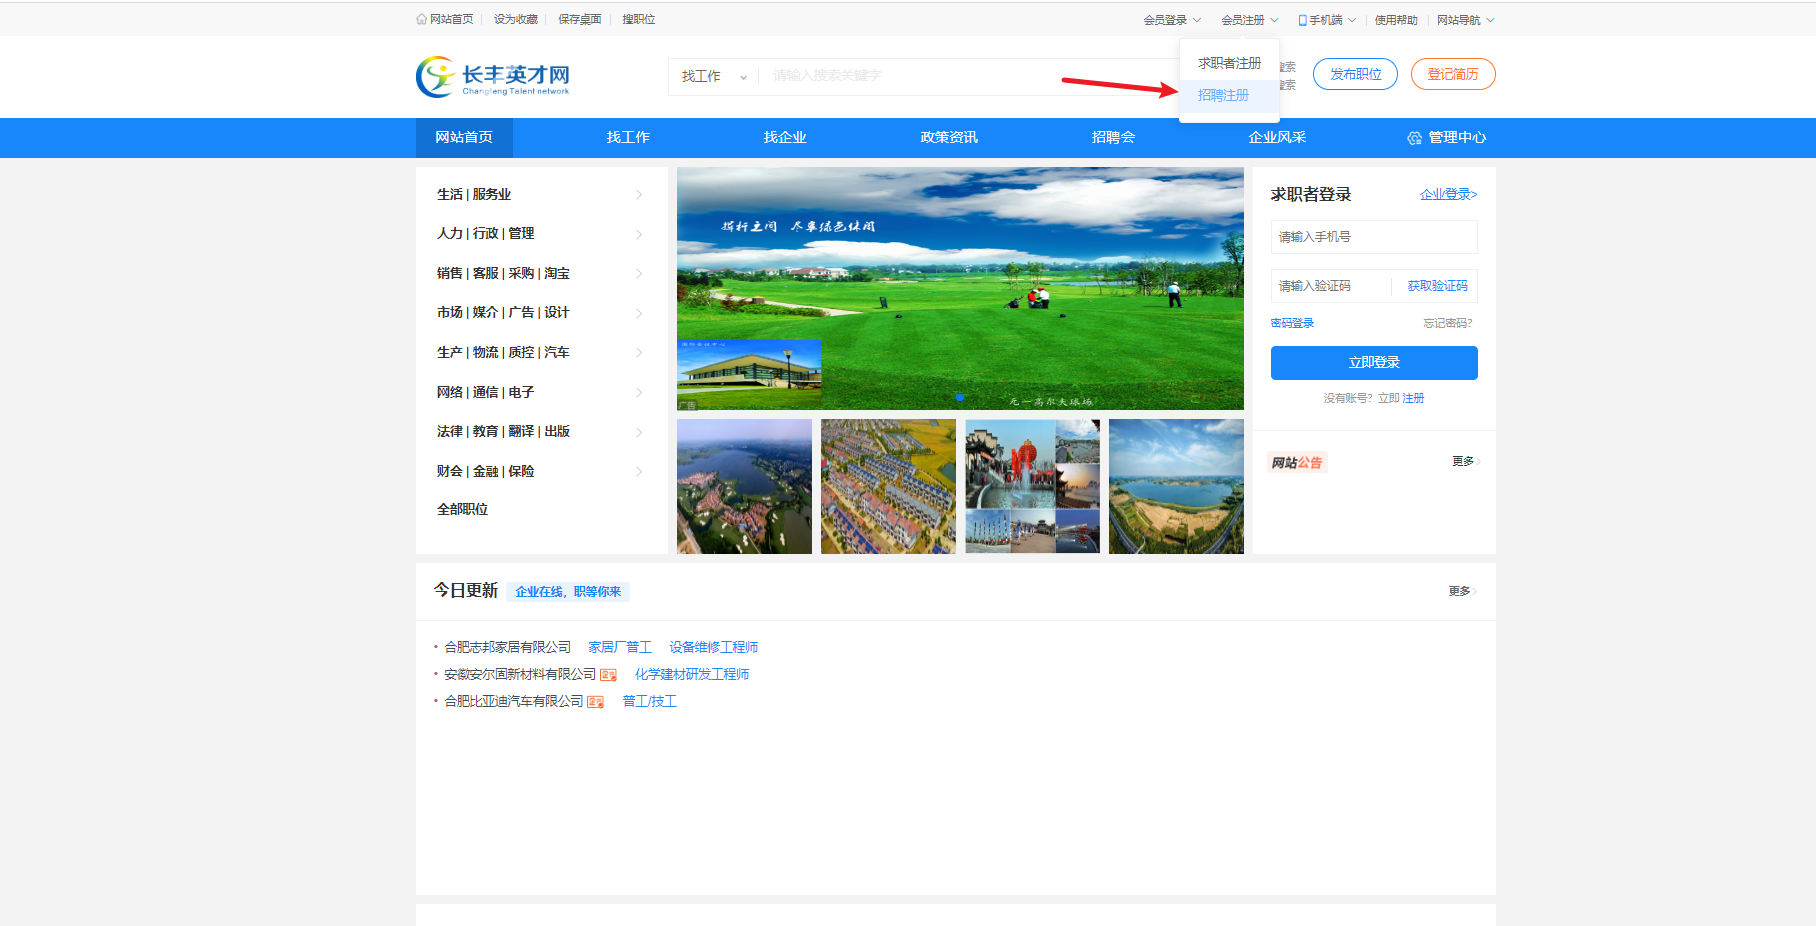 网站首页 设为收藏 保存桌面 搜职位 会员登录 会员注册 手机端 使用帮助 网站导航
长丰英才网
Changfeng Talent network
找工作 请输入搜索关键字
求职者注册
招聘注册
搜索
搜索
发布职位 登记简历
网站首页 找工作 找企业 政策资讯 招聘会 企业风采 管理中心
生活 | 服务业
人力 | 行政 | 管理
销售 | 客服 | 采购 | 淘宝
市场 | 媒介 | 广告 | 设计
生产 | 物流 | 质控 | 汽车
网络 | 通信 | 电子
法律 | 教育 | 翻译 | 出版
财会 | 金融 | 保险
全部职位
挥杆之间 尽享绿色休闲
广告
元一高尔夫球场
求职者登录 企业登录>
请输入手机号
请输入验证码 获取验证码
密码登录 忘记密码?
立即登录
没有账号? 立即 注册
网站公告 更多
今日更新 企业在线，职等你来 更多
• 合肥志邦家居有限公司 家居厂普工 设备维修工程师
• 安徽安尔固新材料有限公司 化学建材研发工程师
• 合肥比亚迪汽车有限公司 普工/技工